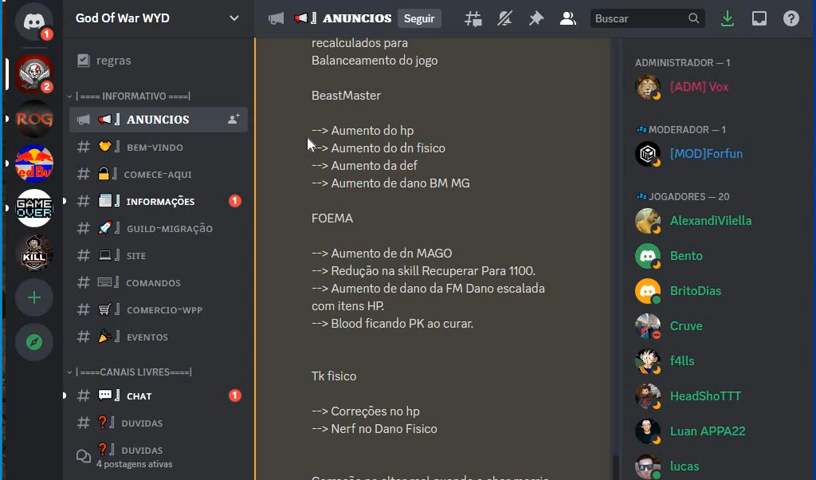 God Of War WYD
ANUNCIOS
Seguir
Buscar
1
2
ROG
Red Bull
GAME
OVER
KILL
regras
| ==== INFORMATIVO ====|
ANUNCIOS
BEM-VINDO
COMECE-AQUI
INFORMAÇÕES
1
GUILD-MIGRAÇÃO
SITE
COMANDOS
COMERCIO-WPP
EVENTOS
|====CANAIS LIVRES====|
CHAT
1
DUVIDAS
DUVIDAS
4 postagens ativas
recalculados para
Balanceamento do jogo
BeastMaster
--> Aumento do hp
--> Aumento do dn fisico
--> Aumento da def
--> Aumento de dano BM MG
FOEMA
--> Aumento de dn MAGO
--> Redução na skill Recuperar Para 1100.
--> Aumento de dano da FM Dano escalada
com itens HP.
--> Blood ficando PK ao curar.
Tk fisico
--> Correções no hp
--> Nerf no Dano Fisico
ADMINISTRADOR — 1
[ADM] Vox
MODERADOR — 1
[MOD]Forfun
JOGADORES — 20
AlexandiVilella
Bento
BritoDias
Cruve
f4lls
HeadShoTTT
Luan APPA22
lucas